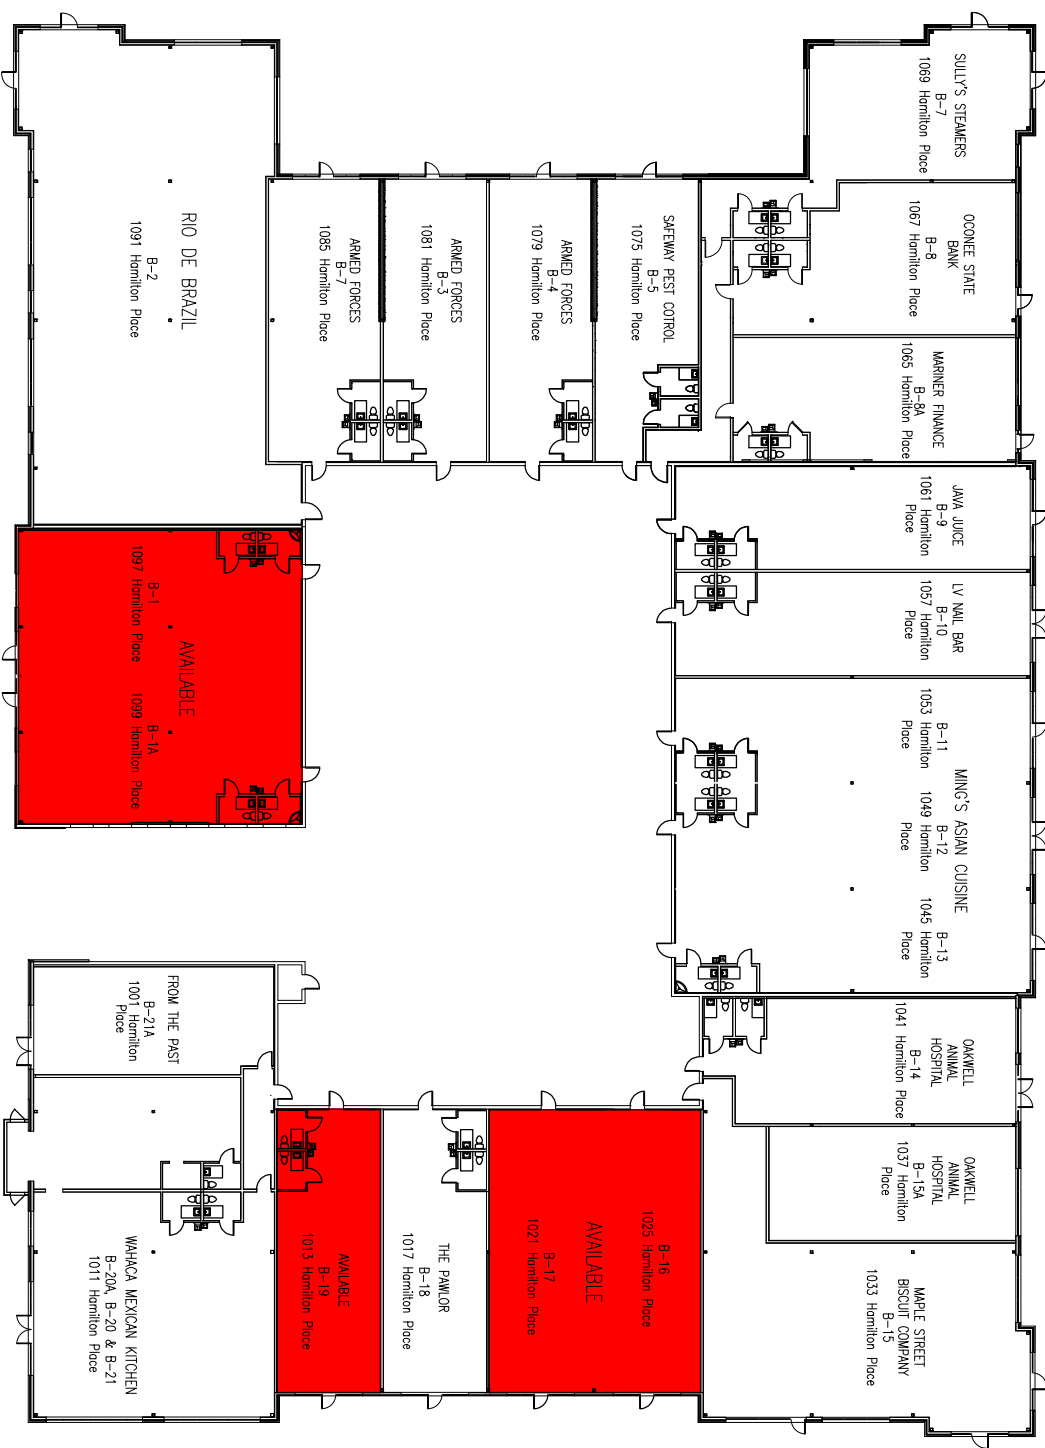 SULLY'S STEAMERS
B-7
1069 Hamilton Place
OCONEE STATE
BANK
B-8
1067 Hamilton Place
MARINER FINANCE
B-8A
1065 Hamilton Place
JAVA JUICE
B-9
1061 Hamilton
Place
LV NAIL BAR
B-10
1057 Hamilton
Place
MING'S ASIAN CUISINE
B-11
1053 Hamilton
Place
B-12
1049 Hamilton
Place
B-13
1045 Hamilton
Place
OAKWELL
ANIMAL
HOSPITAL
B-14
1041 Hamilton Place
OAKWELL
ANIMAL
HOSPITAL
B-15A
1037 Hamilton
Place
MAPLE STREET
BISCUIT COMPANY
B-15
1033 Hamilton Place
SAFEWAY PEST COTROL
B-5
1075 Hamilton Place
ARMED FORCES
B-4
1079 Hamilton Place
ARMED FORCES
B-3
1081 Hamilton Place
ARMED FORCES
B-7
1085 Hamilton Place
RIO DE BRAZIL
B-2
1091 Hamilton Place
AVAILABLE
B-1
1097 Hamilton Place
B-1A
1099 Hamilton Place
B-16
1025 Hamilton Place
AVAILABLE
B-17
1021 Hamilton Place
THE PAWLOR
B-18
1017 Hamilton Place
AVAILABLE
B-19
1013 Hamilton Place
FROM THE PAST
B-21A
1001 Hamilton
Place
WAHACA MEXICAN KITCHEN
B-20A, B-20 & B-21
1011 Hamilton Place